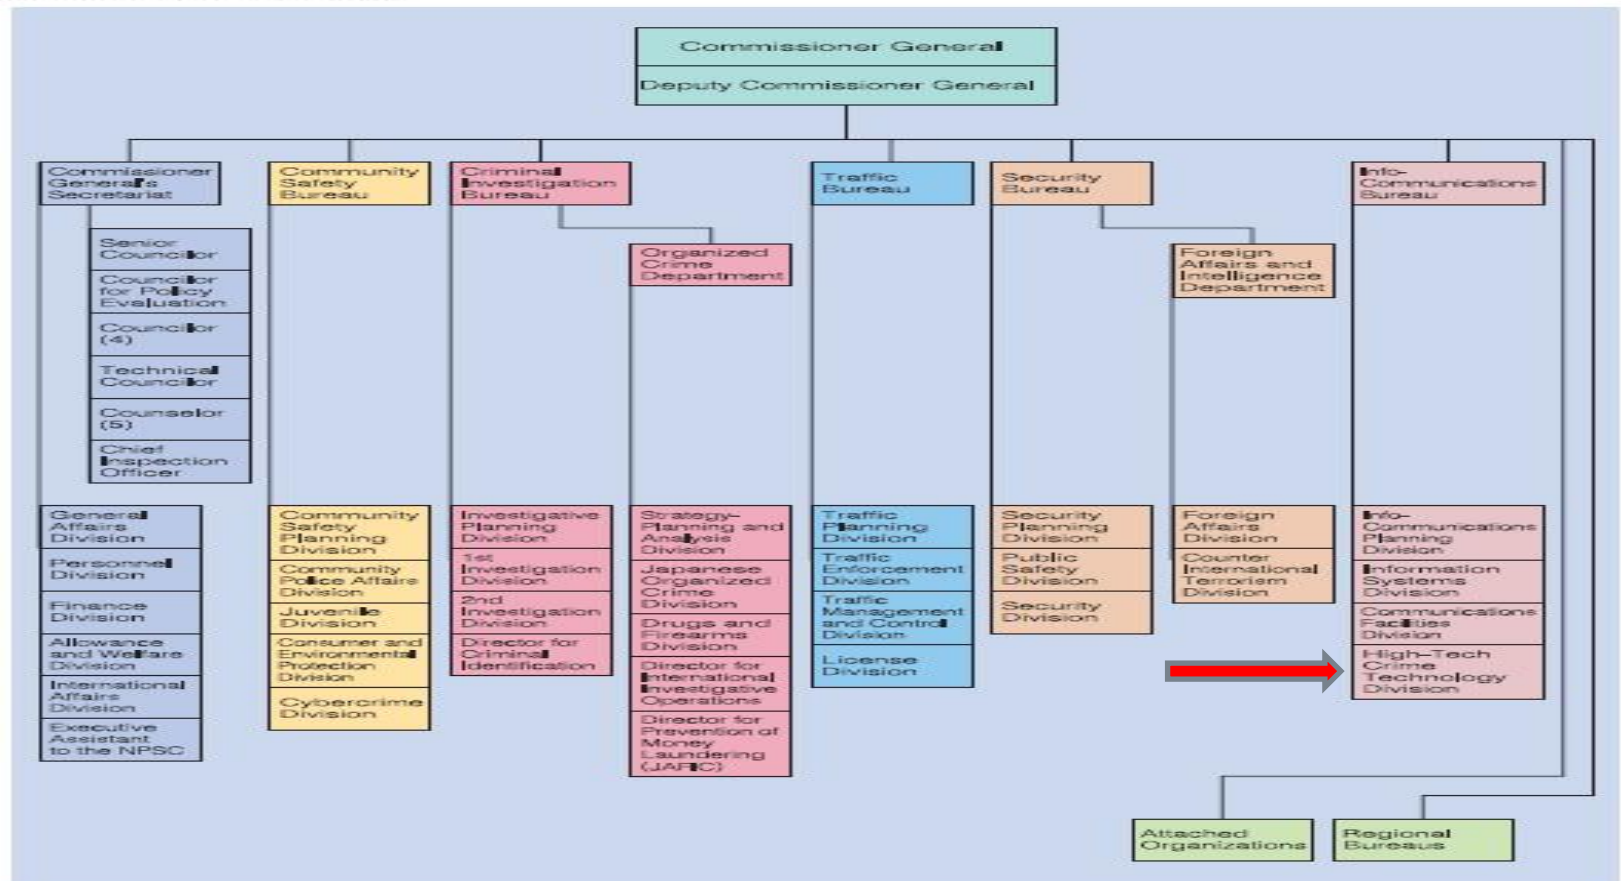 Commissioner General
Deputy Commissioner General
Commissioner
General's
Secretariat
Community
Safety
Bureau
Criminal
Investigation
Bureau
Traffic
Bureau
Security
Bureau
Info-
Communications
Bureau
Senior
Councillor
Councillor
for Policy
Evaluation
Councillor
(4)
Technical
Councillor
Counselor
(5)
Chief
Inspection
Officer
Organized
Crime
Department
Foreign
Affairs and
Intelligence
Department
General
Affairs
Division
Personnel
Division
Finance
Division
Allowance
and Welfare
Division
International
Affairs
Division
Executive
Assistant
to the NPSC
Community
Safety
Planning
Division
Community
Police Affairs
Division
Juvenile
Division
Consumer and
Environmental
Protection
Division
Cybercrime
Division
Investigative
Planning
Division
1st
Investigation
Division
2nd
Investigation
Division
Director for
Criminal
Identification
Strategy-
Planning and
Analysis
Division
Japanese
Organized
Crime
Division
Drugs and
Firearms
Division
Director for
International
Investigative
Operations
Director for
Prevention of
Money
Laundering
(JAFIC)
Traffic
Planning
Division
Traffic
Enforcement
Division
Traffic
Management
and Control
Division
License
Division
Security
Planning
Division
Public
Safety
Division
Security
Division
Foreign
Affairs
Division
Counter
International
Terrorism
Division
Info-
Communications
Planning
Division
Information
Systems
Division
Communications
Facilities
Division
High-Tech
Crime
Technology
Division
Attached
Organizations
Regional
Bureaus